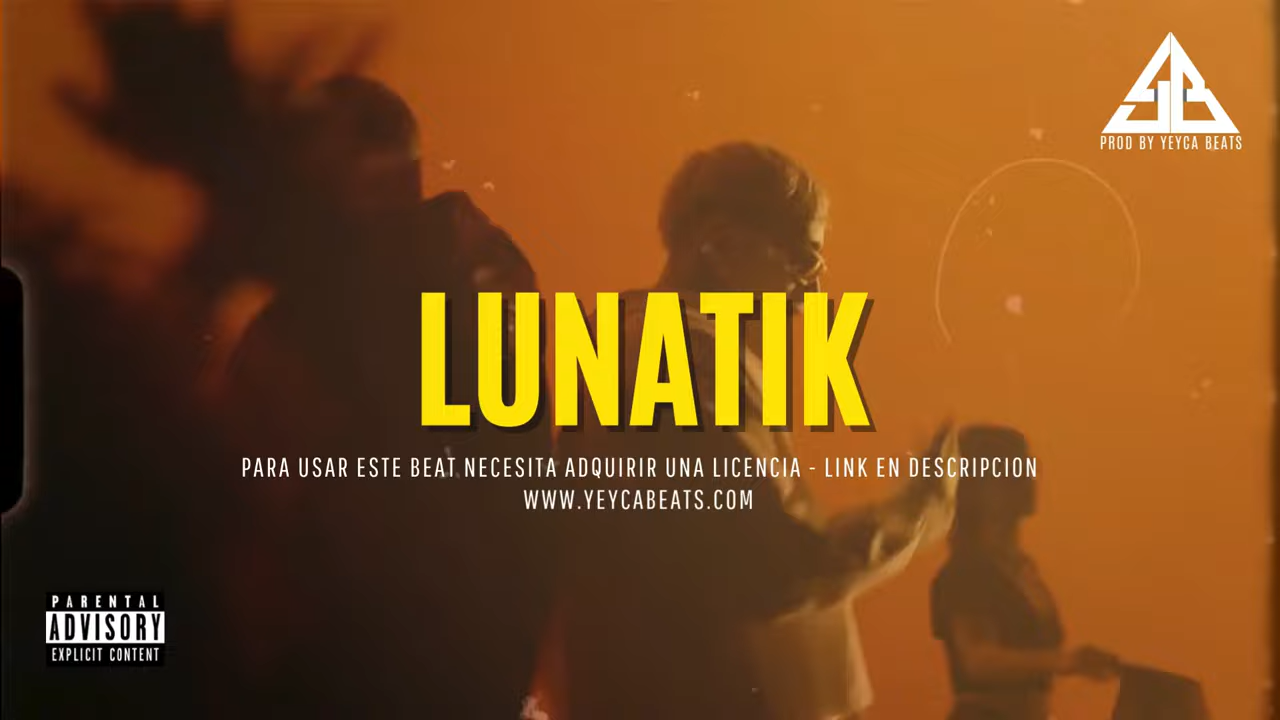 PROD BY YEYCA BEATS
LUNATIK
PARA USAR ESTE BEAT NECESITA ADQUIRIR UNA LICENCIA - LINK EN DESCRIPCION
WWW.YEYCABEATS.COM
PARENTAL
ADVISORY
EXPLICIT CONTENT